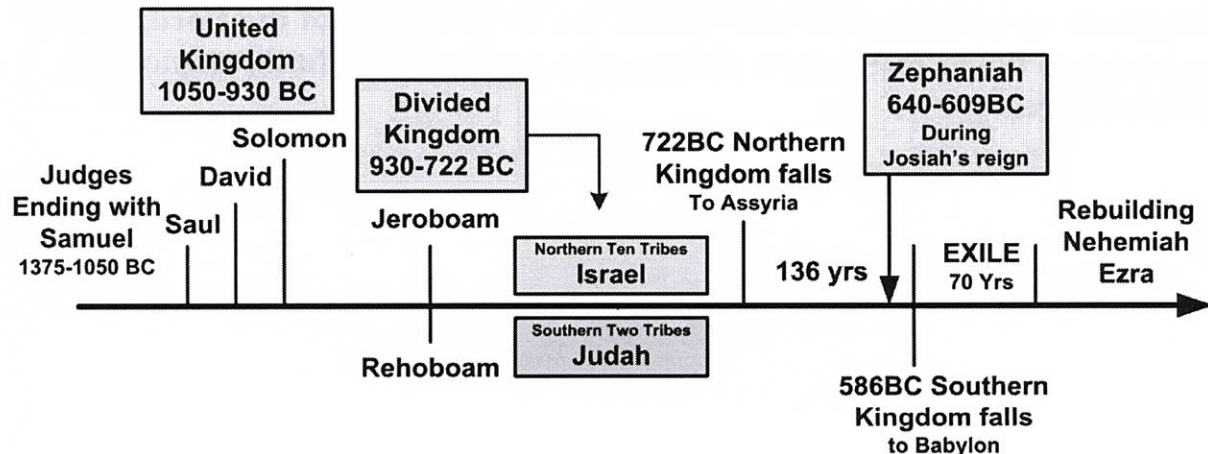 United
Kingdom
1050-930 BC
Judges
Ending with
Samuel
1375-1050 BC
Saul
David
Solomon
Divided
Kingdom
930-722 BC
Jeroboam
Rehoboam
Northern Ten Tribes
Israel
Southern Two Tribes
Judah
722BC Northern
Kingdom falls
To Assyria
136 yrs
Zephaniah
640-609BC
During
Josiah's reign
586BC Southern
Kingdom falls
to Babylon
EXILE
70 Yrs
Rebuilding
Nehemiah
Ezra